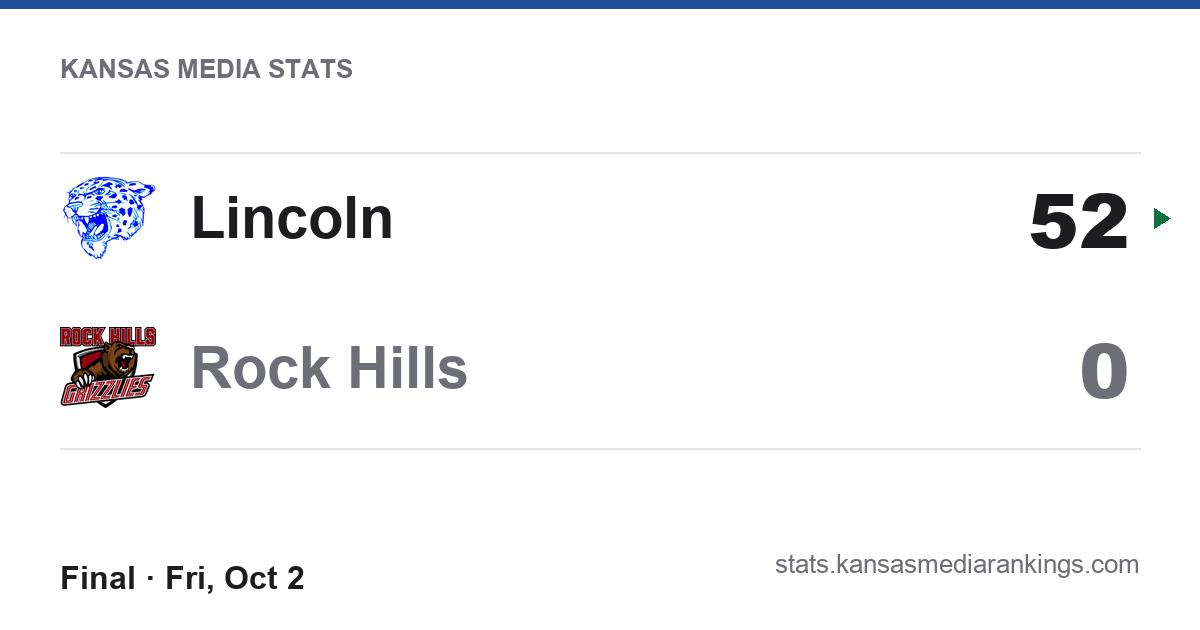 KANSAS MEDIA STATS
Lincoln 52
ROCK HILLS
GRIZZLIES
Rock Hills 0
Final · Fri, Oct 2
stats.kansasmediarankings.com